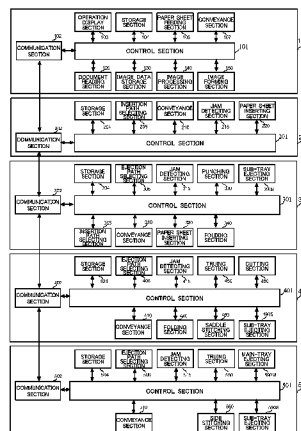 OPERATION
DISPLAY
SECTION
STORAGE
SECTION
PAPER SHEET
FEEDING
SECTION
CONVEYANCE
SECTION
COMMUNICATION
SECTION
CONTROL SECTION
101
1
DOCUMENT
READING
SECTION
IMAGE DATA
STORAGE
SECTION
IMAGE
PROCESSING
SECTION
IMAGE
FORMING
SECTION
STORAGE
SECTION
INSERTION
PATH
SELECTING
SECTION
CONVEYANCE
SECTION
JAM
DETECTING
SECTION
PAPER SHEET
INSERTING
SECTION
COMMUNICATION
SECTION
CONTROL SECTION
201
2
STORAGE
SECTION
EJECTION
PATH
SELECTING
SECTION
JAM
DETECTING
SECTION
PUNCHING
SECTION
SUB-TRAY
EJECTING
SECTION
COMMUNICATION
SECTION
CONTROL SECTION
301
3
INSERTION
PATH
SELECTING
SECTION
CONVEYANCE
SECTION
PAPER SHEET
INSERTING
SECTION
FOLDING
SECTION
STORAGE
SECTION
EJECTION
PATH
SELECTING
SECTION
JAM
DETECTING
SECTION
SECTION
CUTTING
SECTION
COMMUNICATION
SECTION
CONTROL SECTION
401
4
CONVEYANCE
SECTION
FOLDING
SECTION
SADDLE
STITCHING
SECTION
SUB-TRAY
EJECTING
SECTION
STORAGE
SECTION
EJECTION
PATH
SELECTING
SECTION
JAM
DETECTING
SECTION
SECTION
MAIN-TRAY
EJECTING
SECTION
COMMUNICATION
SECTION
CONTROL SECTION
501
5
CONVEYANCE
SECTION
SIDE
STITCHING
SECTION
SUB-TRAY
EJECTING
SECTION